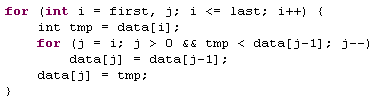 for (int i = first, j; i <= last; i++) {
    int tmp = data[i];
    for (j = i; j > 0 && tmp < data[j-1]; j--)
        data[j] = data[j-1];
    data[j] = tmp;
}